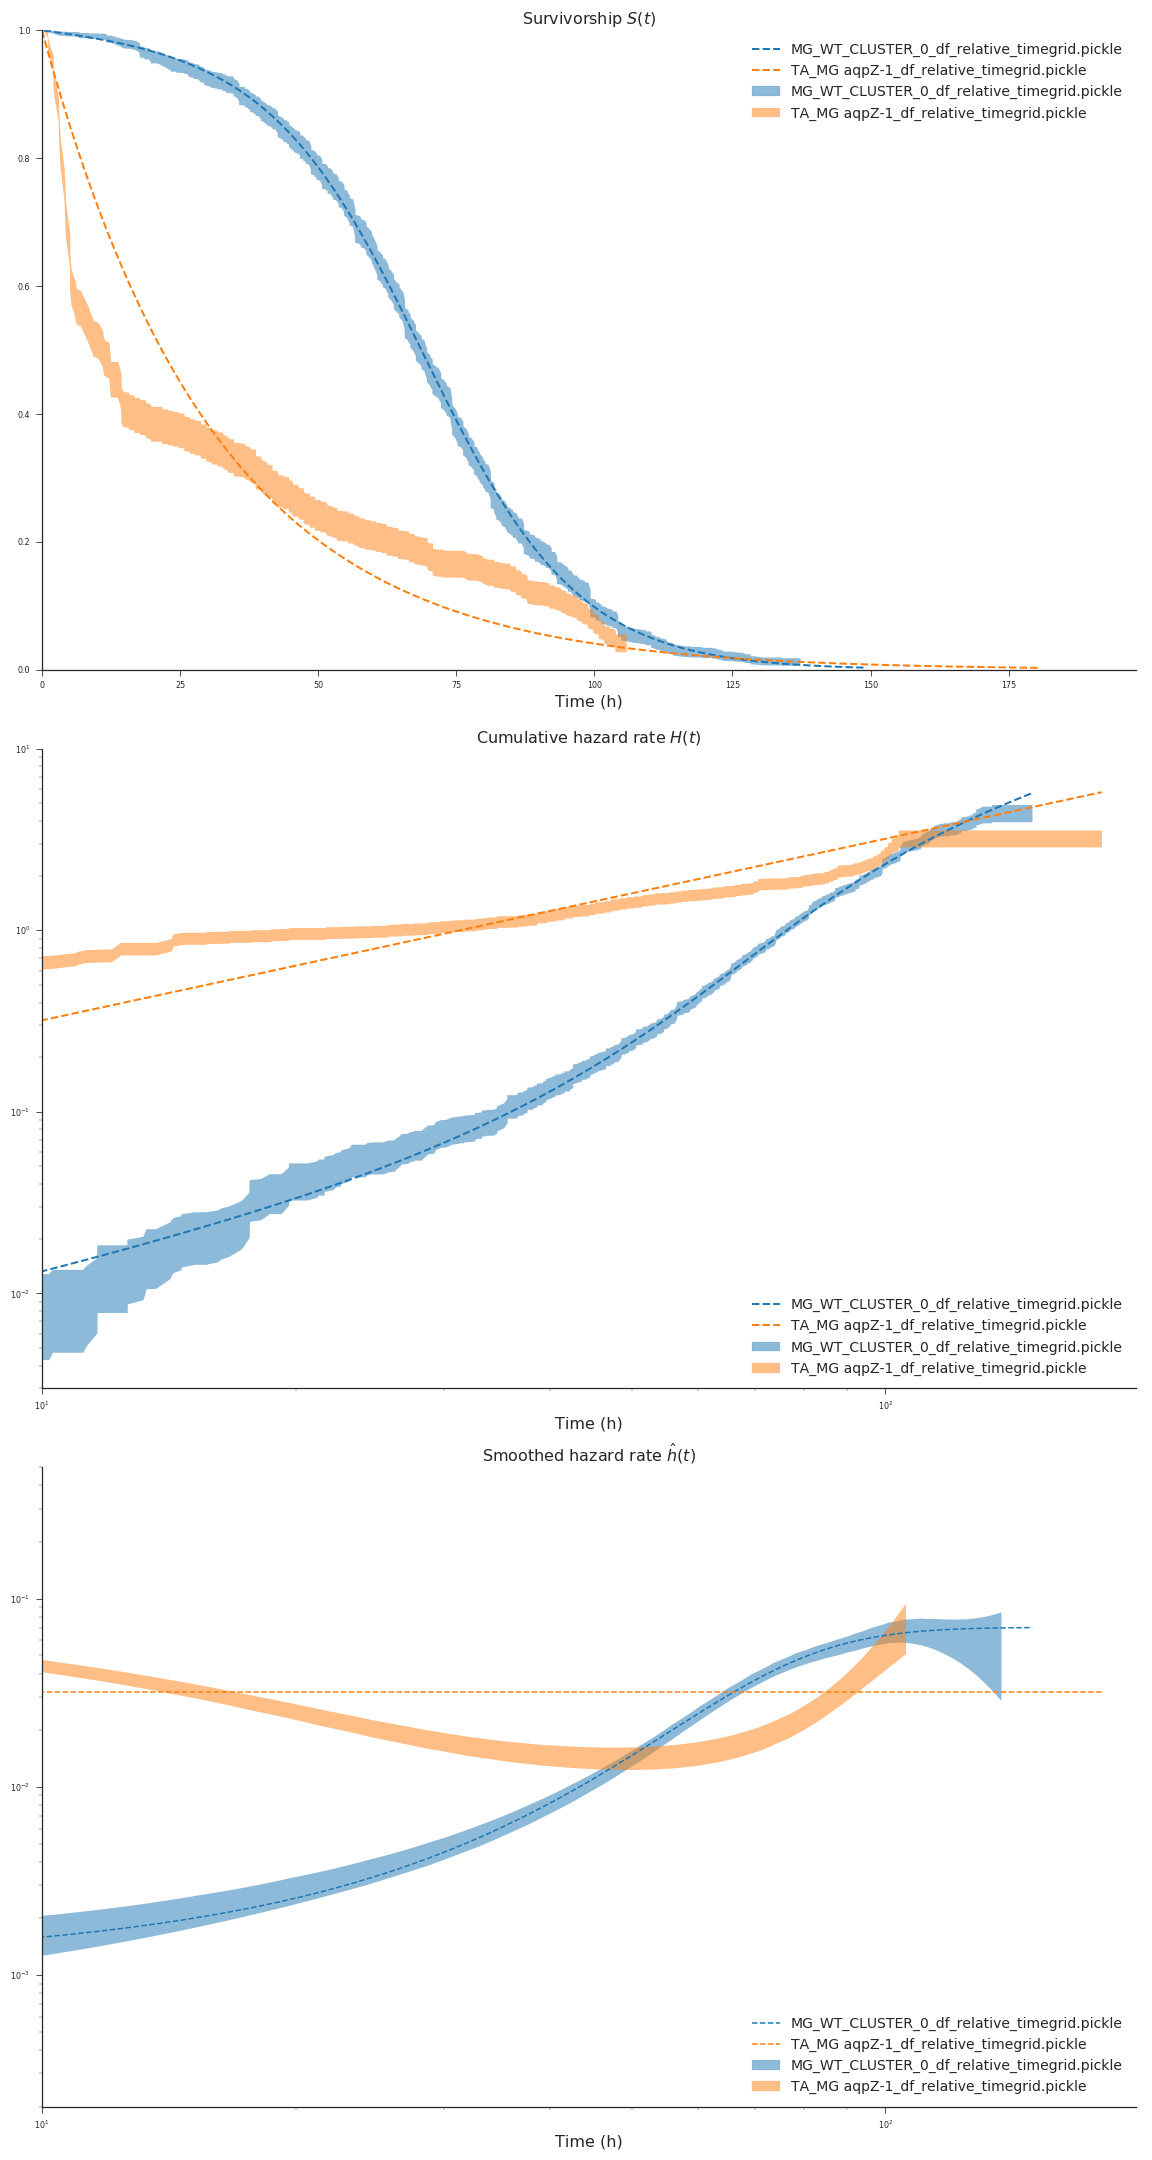 Survivorship S(t)
1.0
0.8
0.6
0.4
0.2
0.0
MG_WT_CLUSTER_0_df_relative_timegrid.pickle
TA_MG aqpZ-1_df_relative_timegrid.pickle
MG_WT_CLUSTER_0_df_relative_timegrid.pickle
TA_MG aqpZ-1_df_relative_timegrid.pickle
0 25 50 75 100 125 150 175
Time (h)
Cumulative hazard rate H(t)
10¹
10⁰
10⁻¹
10⁻²
MG_WT_CLUSTER_0_df_relative_timegrid.pickle
TA_MG aqpZ-1_df_relative_timegrid.pickle
MG_WT_CLUSTER_0_df_relative_timegrid.pickle
TA_MG aqpZ-1_df_relative_timegrid.pickle
10¹ 10²
Time (h)
Smoothed hazard rate ĥ(t)
10⁻¹
10⁻²
10⁻³
MG_WT_CLUSTER_0_df_relative_timegrid.pickle
TA_MG aqpZ-1_df_relative_timegrid.pickle
MG_WT_CLUSTER_0_df_relative_timegrid.pickle
TA_MG aqpZ-1_df_relative_timegrid.pickle
10¹ 10²
Time (h)